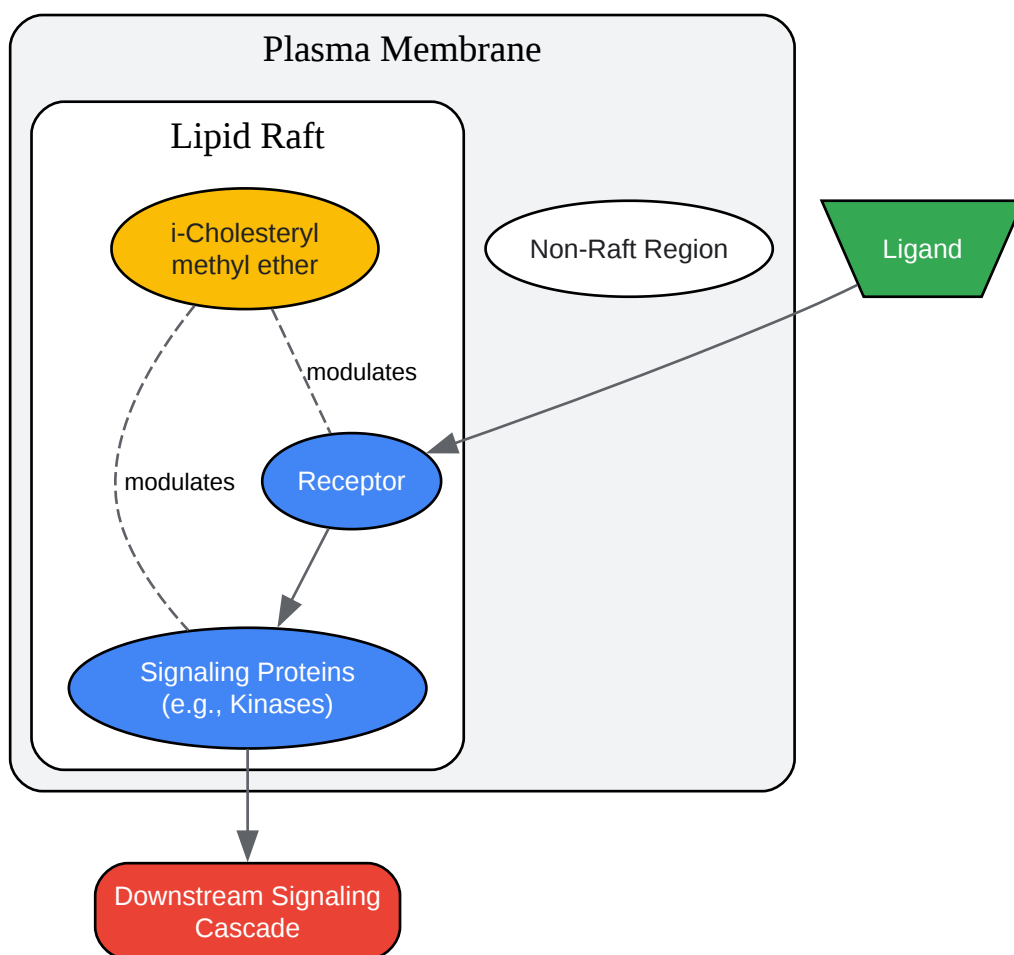 Plasma Membrane
Lipid Raft
i-Cholesteryl
methyl ether
Non-Raft Region
Ligand
modulates
modulates
Receptor
Signaling Proteins
(e.g., Kinases)
Downstream Signaling
Cascade